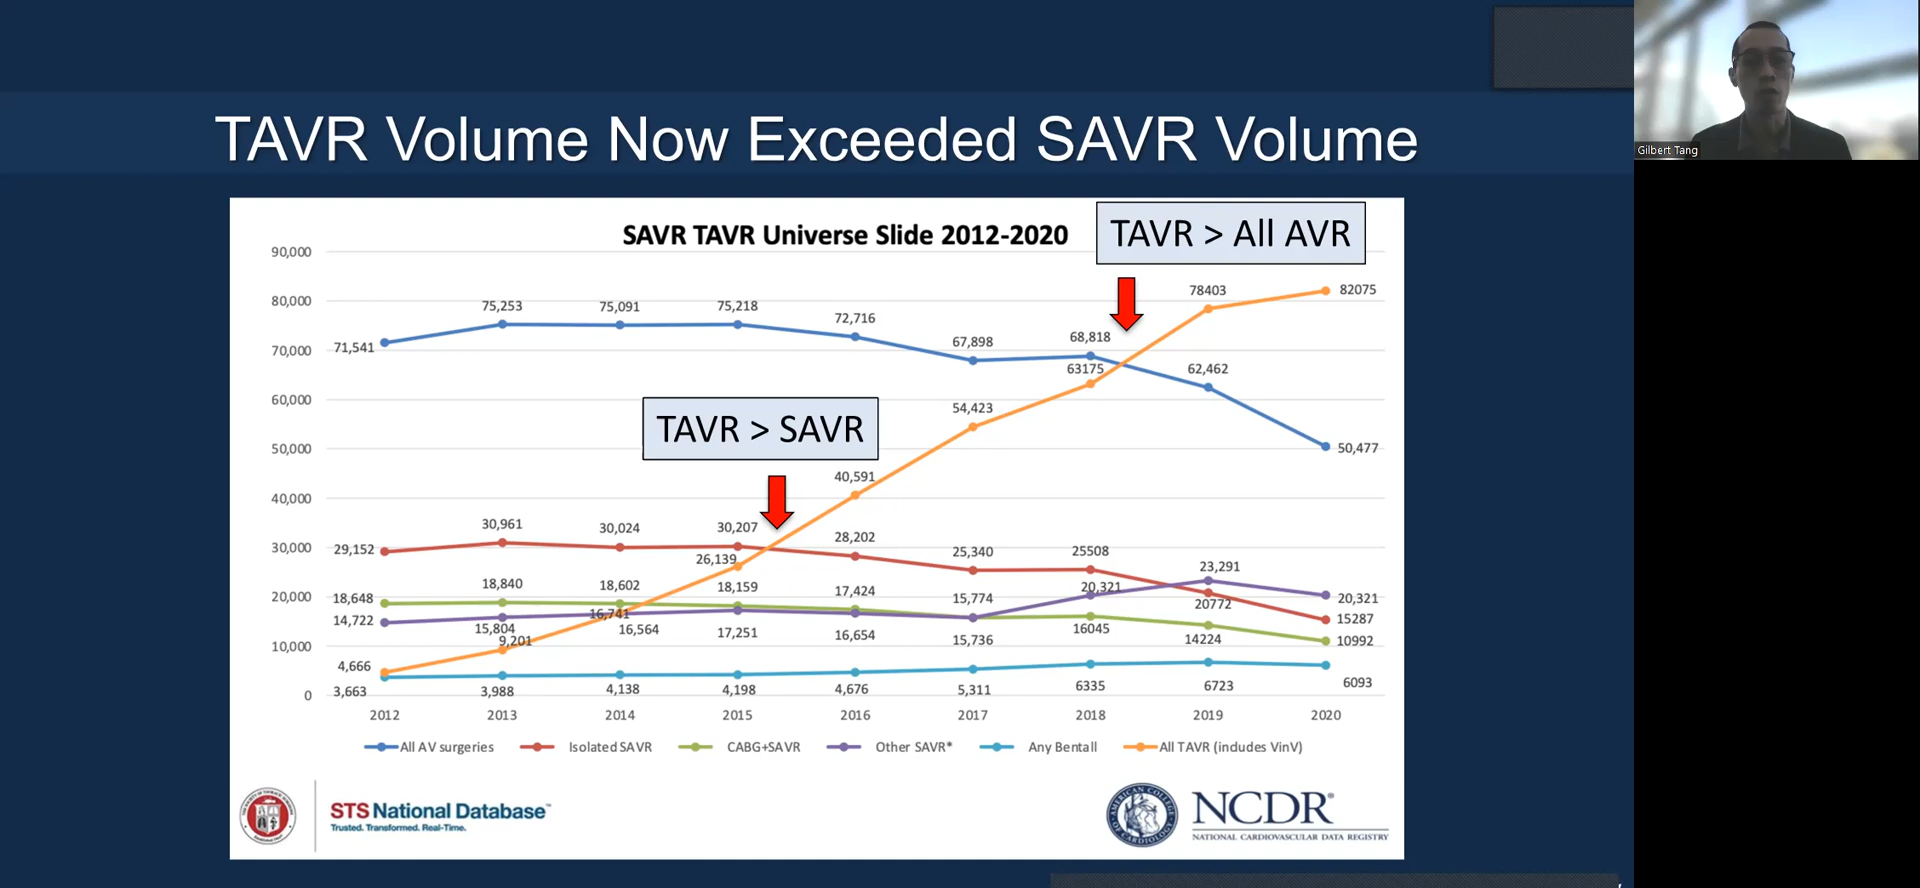 TAVR Volume Now Exceeded SAVR Volume
Gilbert Tang
SAVR TAVR Universe Slide 2012-2020
TAVR > All AVR
TAVR > SAVR
90,000
80,000
70,000
60,000
50,000
40,000
30,000
20,000
10,000
0
71,541 75,253 75,091 75,218 72,716 67,898 68,818 62,462 50,477
29,152 30,961 30,024 30,207 28,202 25,340 25508 20772 15287
18,648 18,840 18,602 18,159 17,424 15,774 16045 14224 10992
14,722 15,804 16,564 17,251 16,654 15,736 20,321 23,291 20,321
3,663 3,988 4,138 4,198 4,676 5,311 6335 6723 6093
4,666 9,201 16,741 26,139 40,591 54,423 63175 78403 82075
2012 2013 2014 2015 2016 2017 2018 2019 2020
All AV surgeries Isolated SAVR CABG+SAVR Other SAVR* Any Bentall All TAVR (includes VinV)
STS National Database™
Trusted. Transformed. Real-Time.
AMERICAN COLLEGE OF CARDIOLOGY
NCDR®
NATIONAL CARDIOVASCULAR DATA REGISTRY